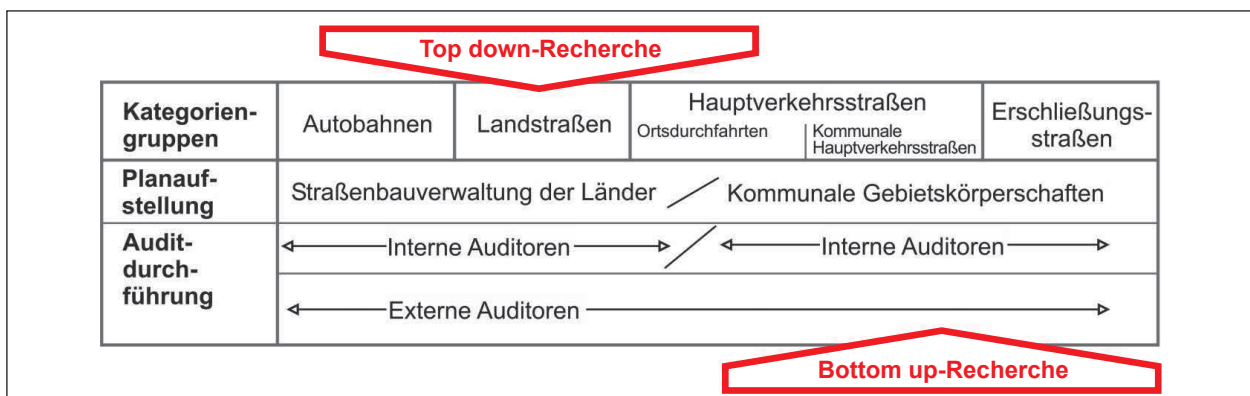 Top down-Recherche
Kategorien-
gruppen
Autobahnen
Landstraßen
Hauptverkehrsstraßen
Ortsdurchfahrten
Kommunale
Hauptverkehrsstraßen
Erschließungs-
straßen
Planauf-
stellung
Straßenbauverwaltung der Länder
Kommunale Gebietskörperschaften
Audit-
durch-
führung
Interne Auditoren
Interne Auditoren
Externe Auditoren
Bottom up-Recherche